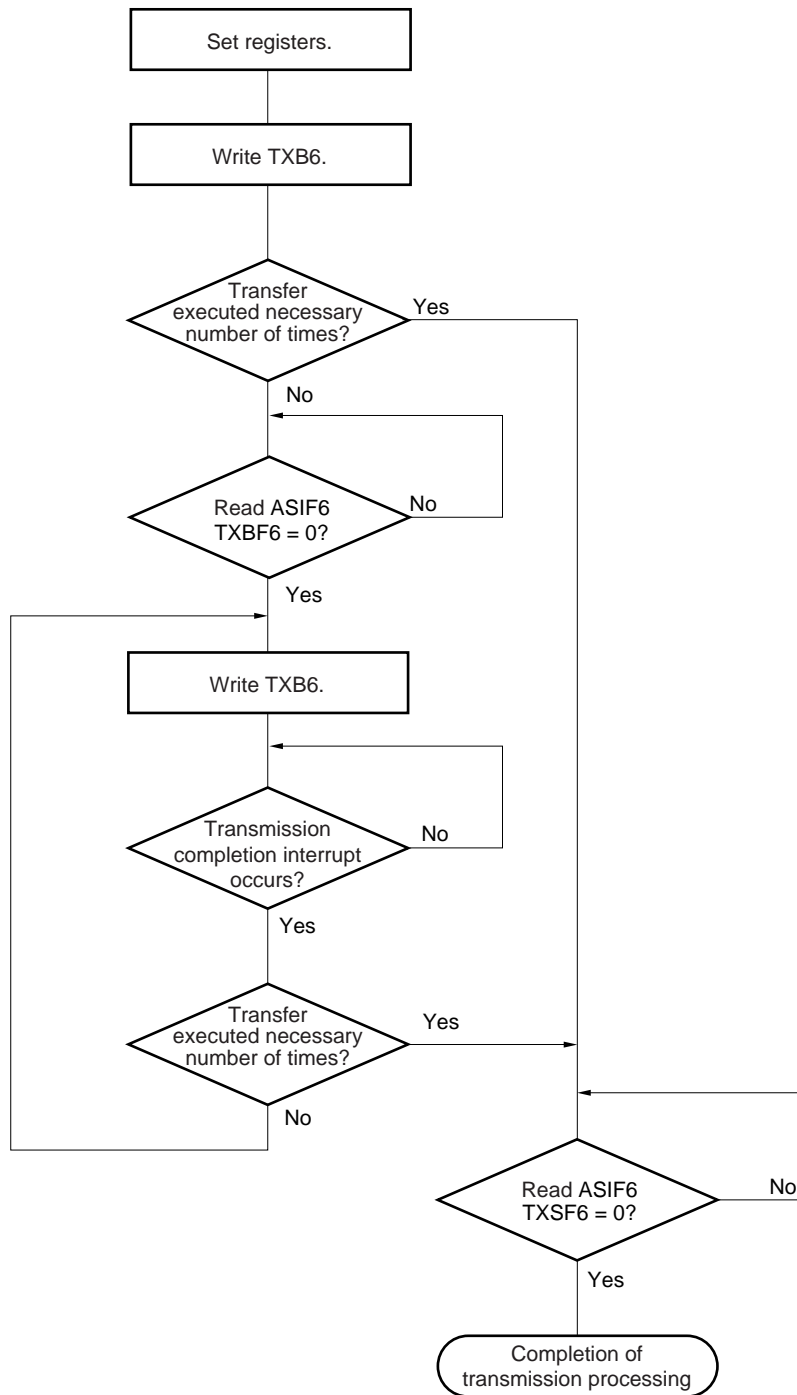 Set registers.
Write TXB6.
Transfer
executed necessary
number of times?
Yes
No
Read ASIF6
TXBF6 = 0?
No
Yes
Write TXB6.
Transmission
completion interrupt
occurs?
No
Yes
Transfer
executed necessary
number of times?
Yes
No
Read ASIF6
TXSF6 = 0?
No
Yes
Completion of
transmission processing